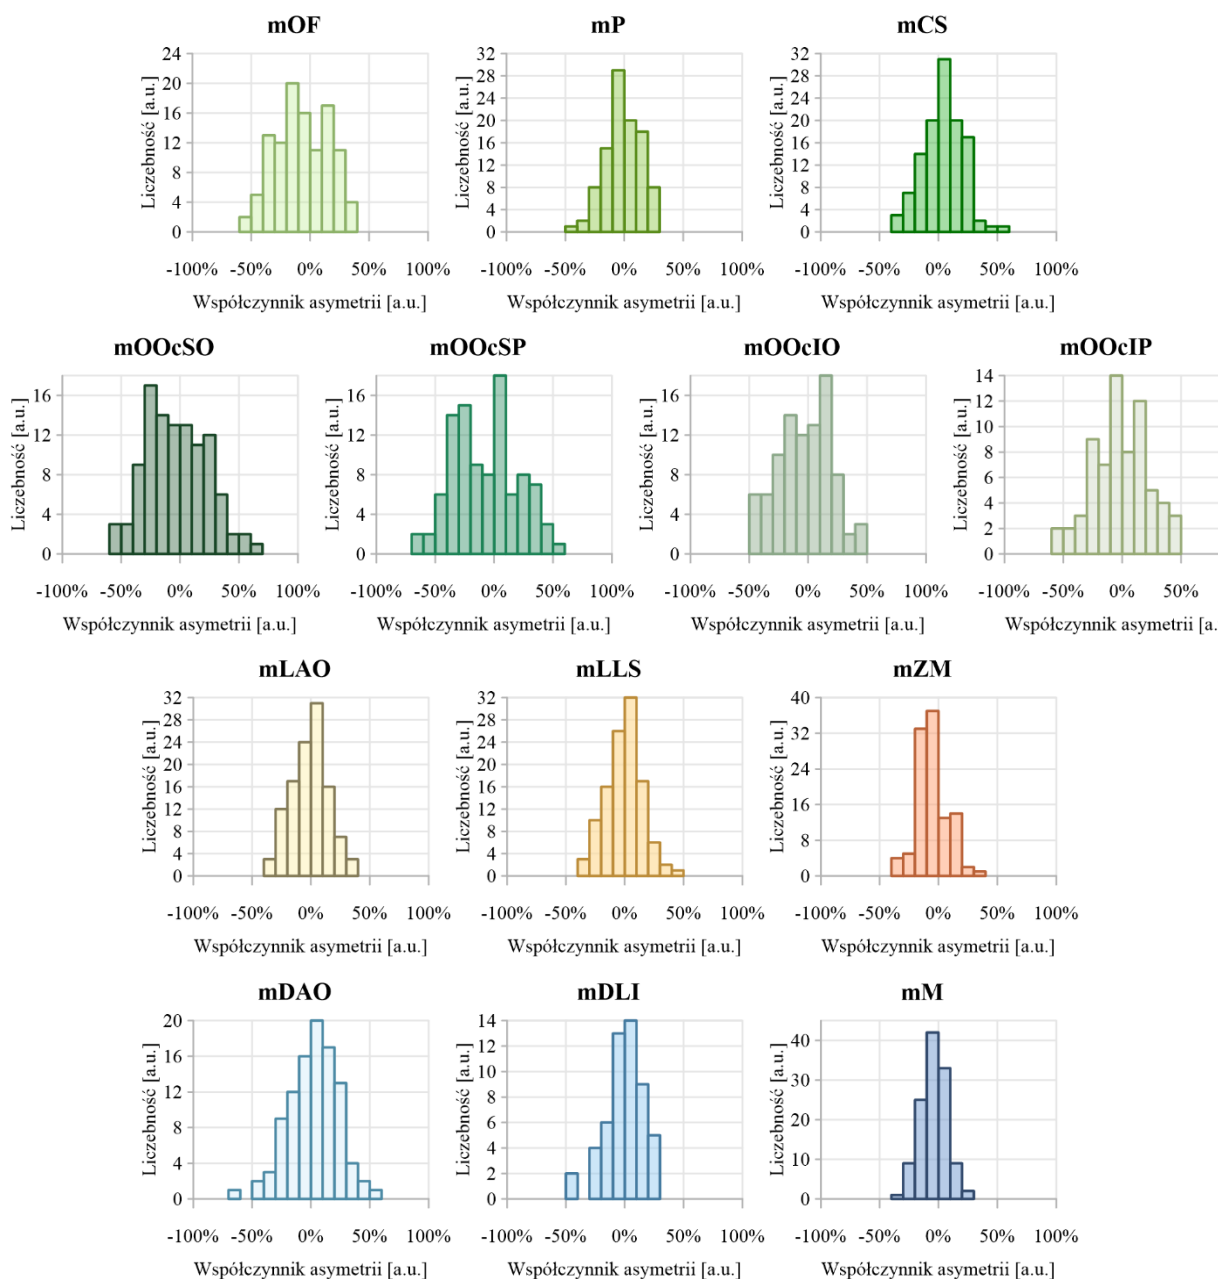 mOF mP mCS
Liczebność [a.u.] 24 20 16 12 8 4 0
Liczebność [a.u.] 32 28 24 20 16 12 8 4 0
Liczebność [a.u.] 32 28 24 20 16 12 8 4 0
-100% -50% 0% 50% 100% -100% -50% 0% 50% 100% -100% -50% 0% 50% 100%
Współczynnik asymetrii [a.u.] Współczynnik asymetrii [a.u.] Współczynnik asymetrii [a.u.]
mOOcSO mOOcSP mOOcIO mOOcIP
Liczebność [a.u.] 16 12 8 4 0
Liczebność [a.u.] 16 12 8 4 0
Liczebność [a.u.] 16 12 8 4 0
Liczebność [a.u.] 14 12 10 8 6 4 2 0
-100% -50% 0% 50% 100% -100% -50% 0% 50% 100% -100% -50% 0% 50% 100% -100% -50% 0% 50%
Współczynnik asymetrii [a.u.] Współczynnik asymetrii [a.u.] Współczynnik asymetrii [a.u.] Współczynnik asymetrii [a.
mLAO mLLS mZM
Liczebność [a.u.] 32 28 24 20 16 12 8 4 0
Liczebność [a.u.] 32 28 24 20 16 12 8 4 0
Liczebność [a.u.] 40 32 24 16 8 0
-100% -50% 0% 50% 100% -100% -50% 0% 50% 100% -100% -50% 0% 50% 100%
Współczynnik asymetrii [a.u.] Współczynnik asymetrii [a.u.] Współczynnik asymetrii [a.u.]
mDAO mDLI mM
Liczebność [a.u.] 20 16 12 8 4 0
Liczebność [a.u.] 14 12 10 8 6 4 2 0
Liczebność [a.u.] 40 30 20 10 0
-100% -50% 0% 50% 100% -100% -50% 0% 50% 100% -100% -50% 0% 50% 100%
Współczynnik asymetrii [a.u.] Współczynnik asymetrii [a.u.] Współczynnik asymetrii [a.u.]